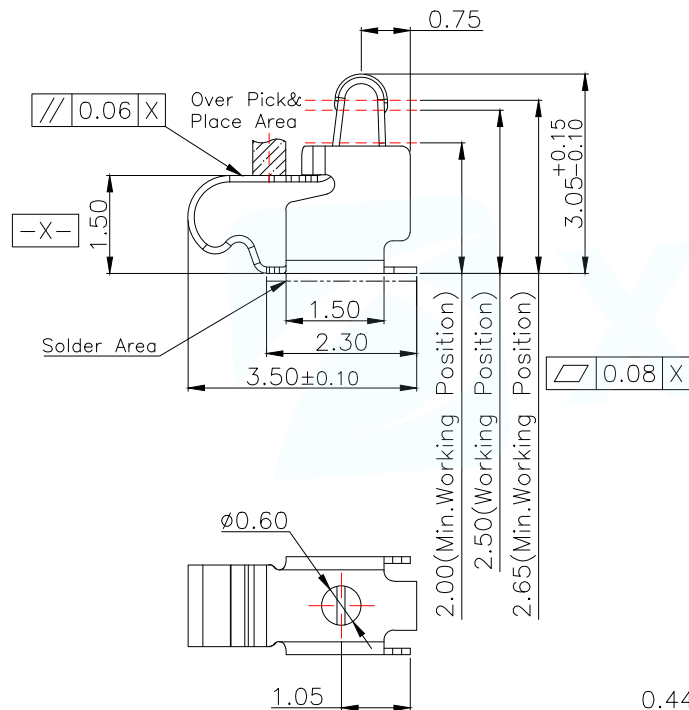 0.75
// 0.06 X
Over Pick&
Place Area
+0.15
3.05-0.10
-X-
1.50
1.50
Solder Area
2.30
3.50±0.10
2.00(Min.Working Position)
2.50(Working Position)
2.65(Min.Working Position)
0.08 X
X
ø0.60
1.05
0.44